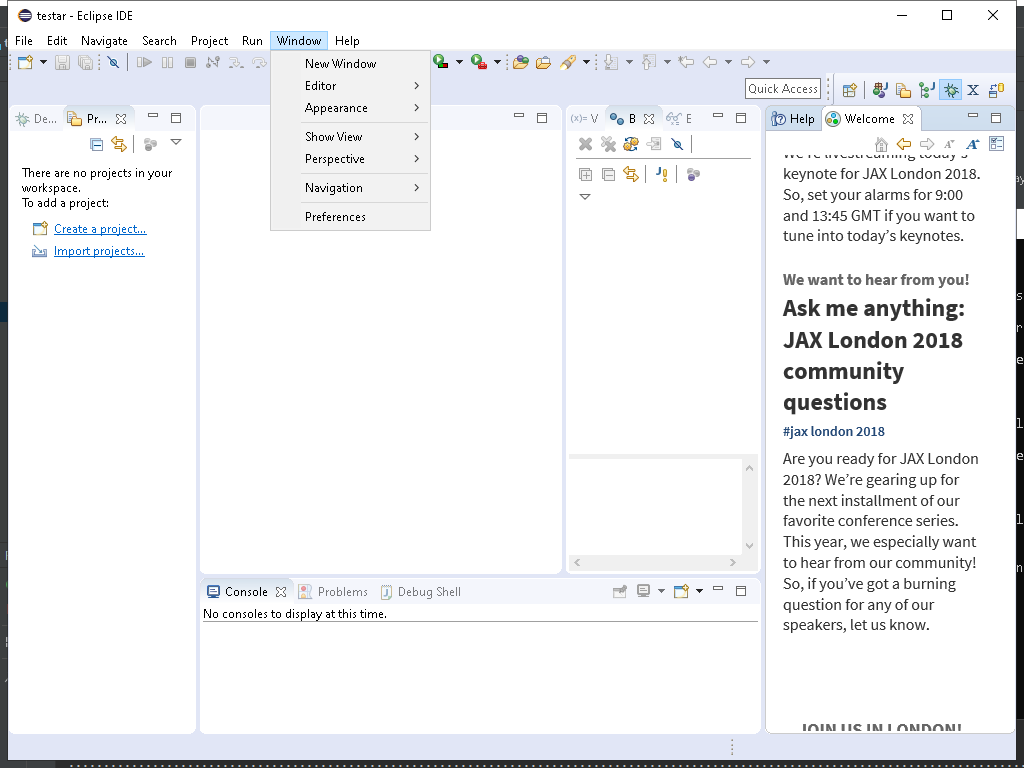 testar - Eclipse IDE
File Edit Navigate Search Project Run Window Help
New Window
Editor
Appearance
Show View
Perspective
Navigation
Preferences
Quick Access
De...
Pr...
There are no projects in your
workspace.
To add a project:
Create a project...
Import projects...
(x)= V
B
E
Help
Welcome
We're livestreaming today's
keynote for JAX London 2018.
So, set your alarms for 9:00
and 13:45 GMT if you want to
tune into today's keynotes.
We want to hear from you!
Ask me anything:
JAX London 2018
community
questions
#jax london 2018
Are you ready for JAX London
2018? We're gearing up for
the next installment of our
favorite conference series.
This year, we especially want
to hear from our community!
So, if you've got a burning
question for any of our
speakers, let us know.
JOIN US IN LONDON!
Console
Problems
Debug Shell
No consoles to display at this time.